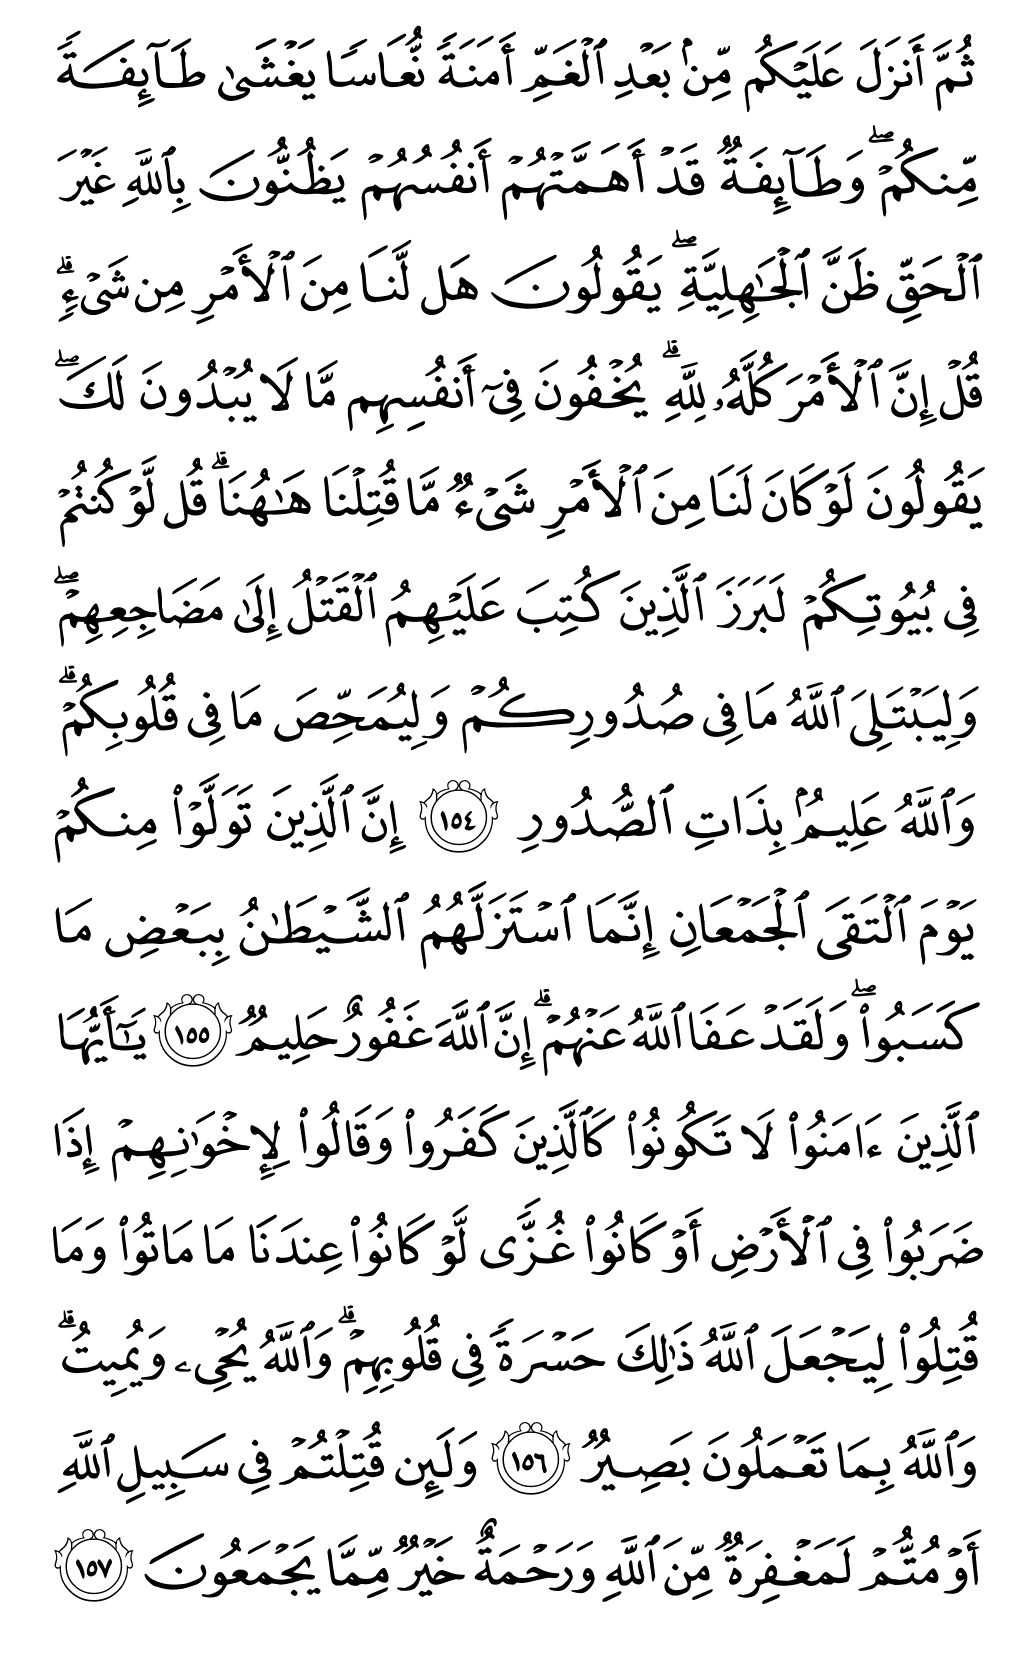 ثُمَّ أَنزَلَ عَلَيْكُم مِّنۢ بَعْدِ ٱلْغَمِّ أَمَنَةً نُّعَاسًا يَغْشَىٰ طَآئِفَةً
مِّنكُمْ ۖ وَطَآئِفَةٌ قَدْ أَهَمَّتْهُمْ أَنفُسُهُمْ يَظُنُّونَ بِٱللَّهِ غَيْرَ
ٱلْحَقِّ ظَنَّ ٱلْجَـٰهِلِيَّةِ ۖ يَقُولُونَ هَل لَّنَا مِنَ ٱلْأَمْرِ مِن شَىْءٍ ۗ
قُلْ إِنَّ ٱلْأَمْرَ كُلَّهُۥ لِلَّهِ ۗ يُخْفُونَ فِىٓ أَنفُسِهِم مَّا لَا يُبْدُونَ لَكَ ۖ
يَقُولُونَ لَوْ كَانَ لَنَا مِنَ ٱلْأَمْرِ شَىْءٌ مَّا قُتِلْنَا هَـٰهُنَا ۗ قُل لَّوْ كُنتُمْ
فِى بُيُوتِكُمْ لَبَرَزَ ٱلَّذِينَ كُتِبَ عَلَيْهِمُ ٱلْقَتْلُ إِلَىٰ مَضَاجِعِهِمْ ۖ
وَلِيَبْتَلِىَ ٱللَّهُ مَا فِى صُدُورِكُمْ وَلِيُمَحِّصَ مَا فِى قُلُوبِكُمْ ۗ
وَٱللَّهُ عَلِيمٌۢ بِذَاتِ ٱلصُّدُورِ ١٥٤ إِنَّ ٱلَّذِينَ تَوَلَّوْا۟ مِنكُمْ
يَوْمَ ٱلْتَقَى ٱلْجَمْعَانِ إِنَّمَا ٱسْتَزَلَّهُمُ ٱلشَّيْطَـٰنُ بِبَعْضِ مَا
كَسَبُوا۟ ۖ وَلَقَدْ عَفَا ٱللَّهُ عَنْهُمْ ۗ إِنَّ ٱللَّهَ غَفُورٌ حَلِيمٌ ١٥٥ يَـٰٓأَيُّهَا
ٱلَّذِينَ ءَامَنُوا۟ لَا تَكُونُوا۟ كَٱلَّذِينَ كَفَرُوا۟ وَقَالُوا۟ لِإِخْوَٰنِهِمْ إِذَا
ضَرَبُوا۟ فِى ٱلْأَرْضِ أَوْ كَانُوا۟ غُزًّى لَّوْ كَانُوا۟ عِندَنَا مَا مَاتُوا۟ وَمَا
قُتِلُوا۟ لِيَجْعَلَ ٱللَّهُ ذَٰلِكَ حَسْرَةً فِى قُلُوبِهِمْ ۗ وَٱللَّهُ يُحْىِۦ وَيُمِيتُ ۗ
وَٱللَّهُ بِمَا تَعْمَلُونَ بَصِيرٌ ١٥٦ وَلَئِن قُتِلْتُمْ فِى سَبِيلِ ٱللَّهِ
أَوْ مُتُّمْ لَمَغْفِرَةٌ مِّنَ ٱللَّهِ وَرَحْمَةٌ خَيْرٌ مِّمَّا يَجْمَعُونَ ١٥٧